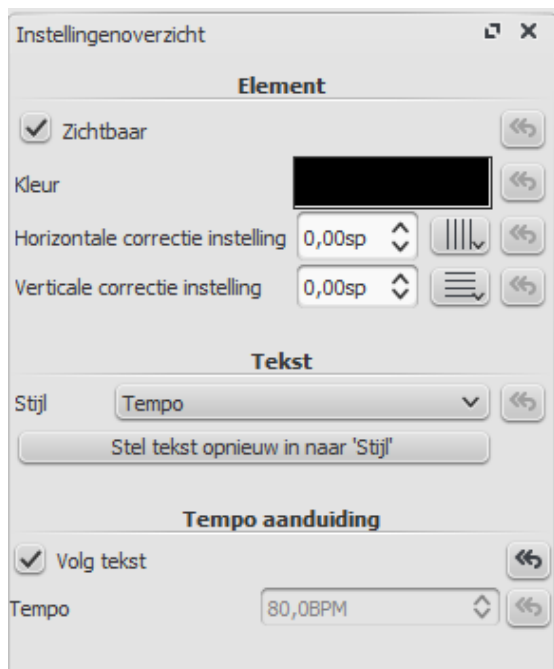 Instellingenoverzicht
Element
Zichtbaar
Kleur
Horizontale correctie instelling 0,00sp
Verticale correctie instelling 0,00sp
Tekst
Stijl Tempo
Stel tekst opnieuw in naar 'Stijl'
Tempo aanduiding
Volg tekst
Tempo 80,0BPM